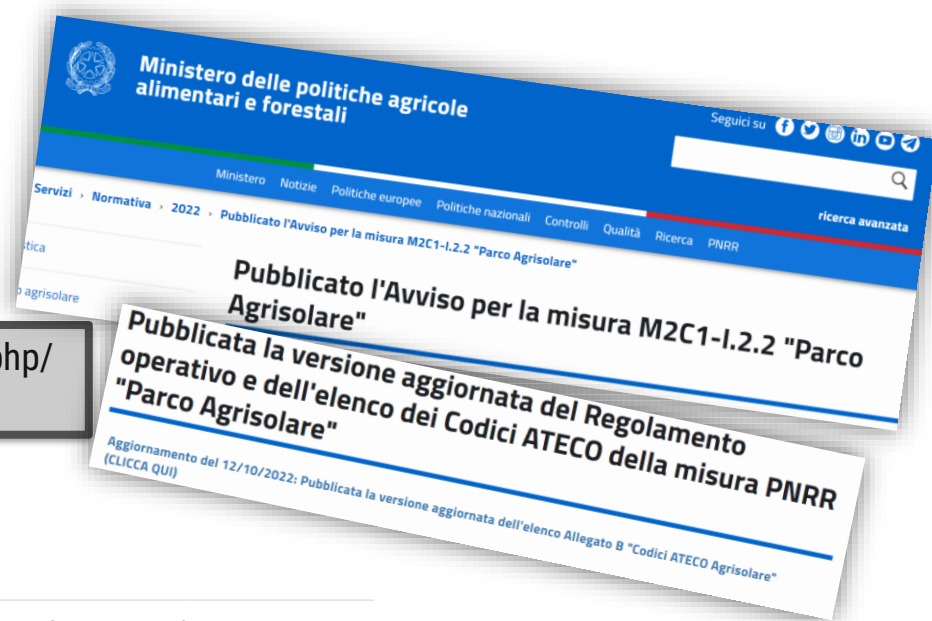 Ministero delle politiche agricole
alimentari e forestali
Seguici su
ricerca avanzata
Ministero Notizie Politiche europee Politiche nazionali Controlli Qualità Ricerca PNRR
Servizi › Normativa › 2022 › Pubblicato l'Avviso per la misura M2C1-I.2.2 "Parco Agrisolare"
agrisolare
Pubblicato l'Avviso per la misura M2C1-I.2.2 "Parco
Agrisolare"
php/
Pubblicata la versione aggiornata del Regolamento
operativo e dell'elenco dei Codici ATECO della misura PNRR
"Parco Agrisolare"
Aggiornamento del 12/10/2022: Pubblicata la versione aggiornata dell'elenco Allegato B "Codici ATECO Agrisolare"
(CLICCA QUI)